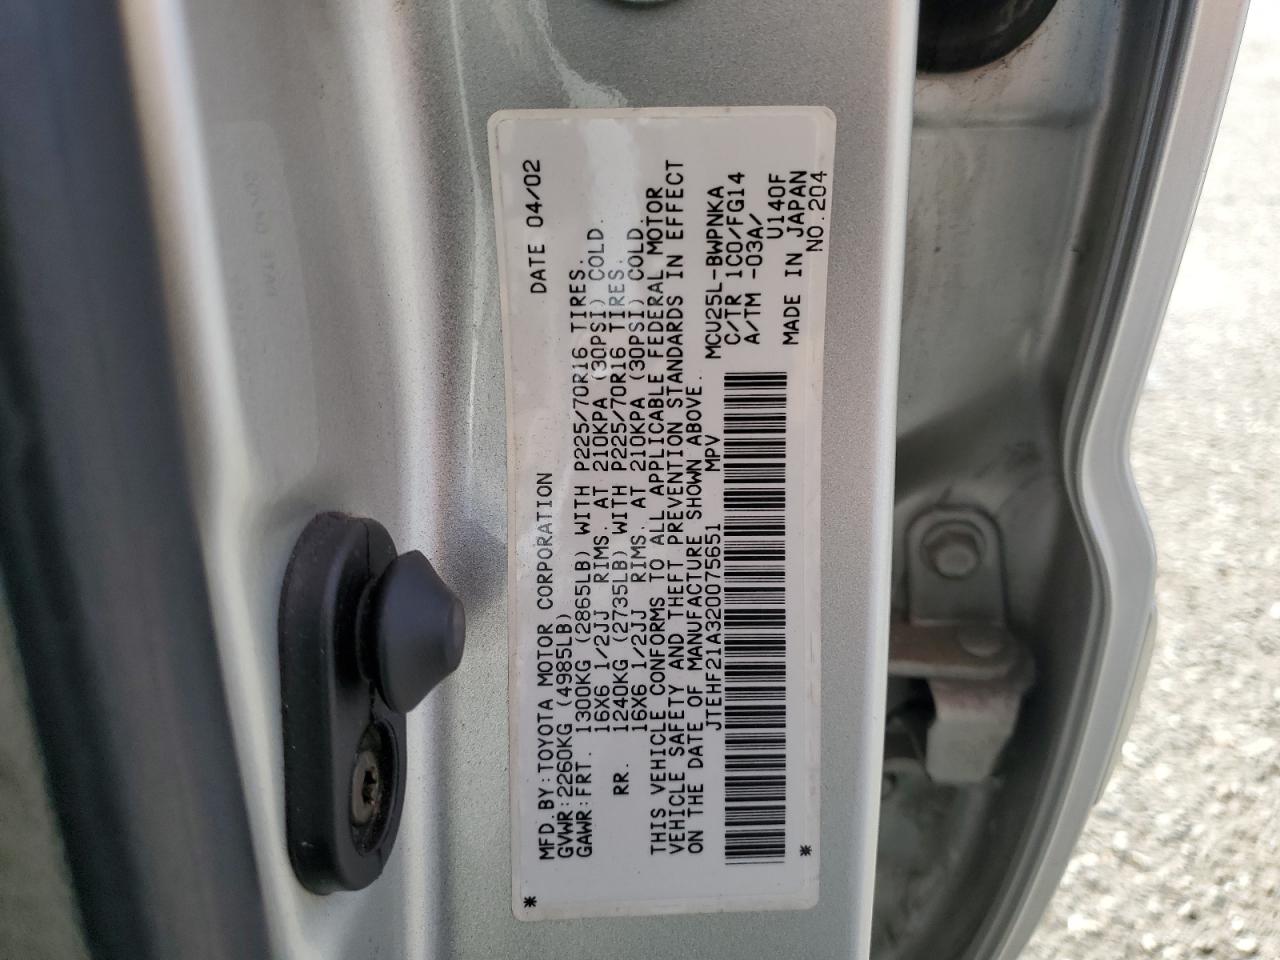 MFD.BY:TOYOTA MOTOR CORPORATION DATE 04/02
GVWR:2260KG (4985LB)
GAWR:FRT. 1300KG (2865LB) WITH P225/70R16 TIRES.
16X6 1/2JJ RIMS. AT 210KPA (30PSI) COLD.
RR. 1240KG (2735LB) WITH P225/70R16 TIRES.
16X6 1/2JJ RIMS. AT 210KPA (30PSI) COLD.
THIS VEHICLE CONFORMS TO ALL APPLICABLE FEDERAL MOTOR
VEHICLE SAFETY AND THEFT PREVENTION STANDARDS IN EFFECT
ON THE DATE OF MANUFACTURE SHOWN ABOVE.
JTEHF21A320075651 MPV MCU25L-BWPNKA
C/TR 1C0/FG14
A/TM -03A/
U140F
MADE IN JAPAN
NO.204